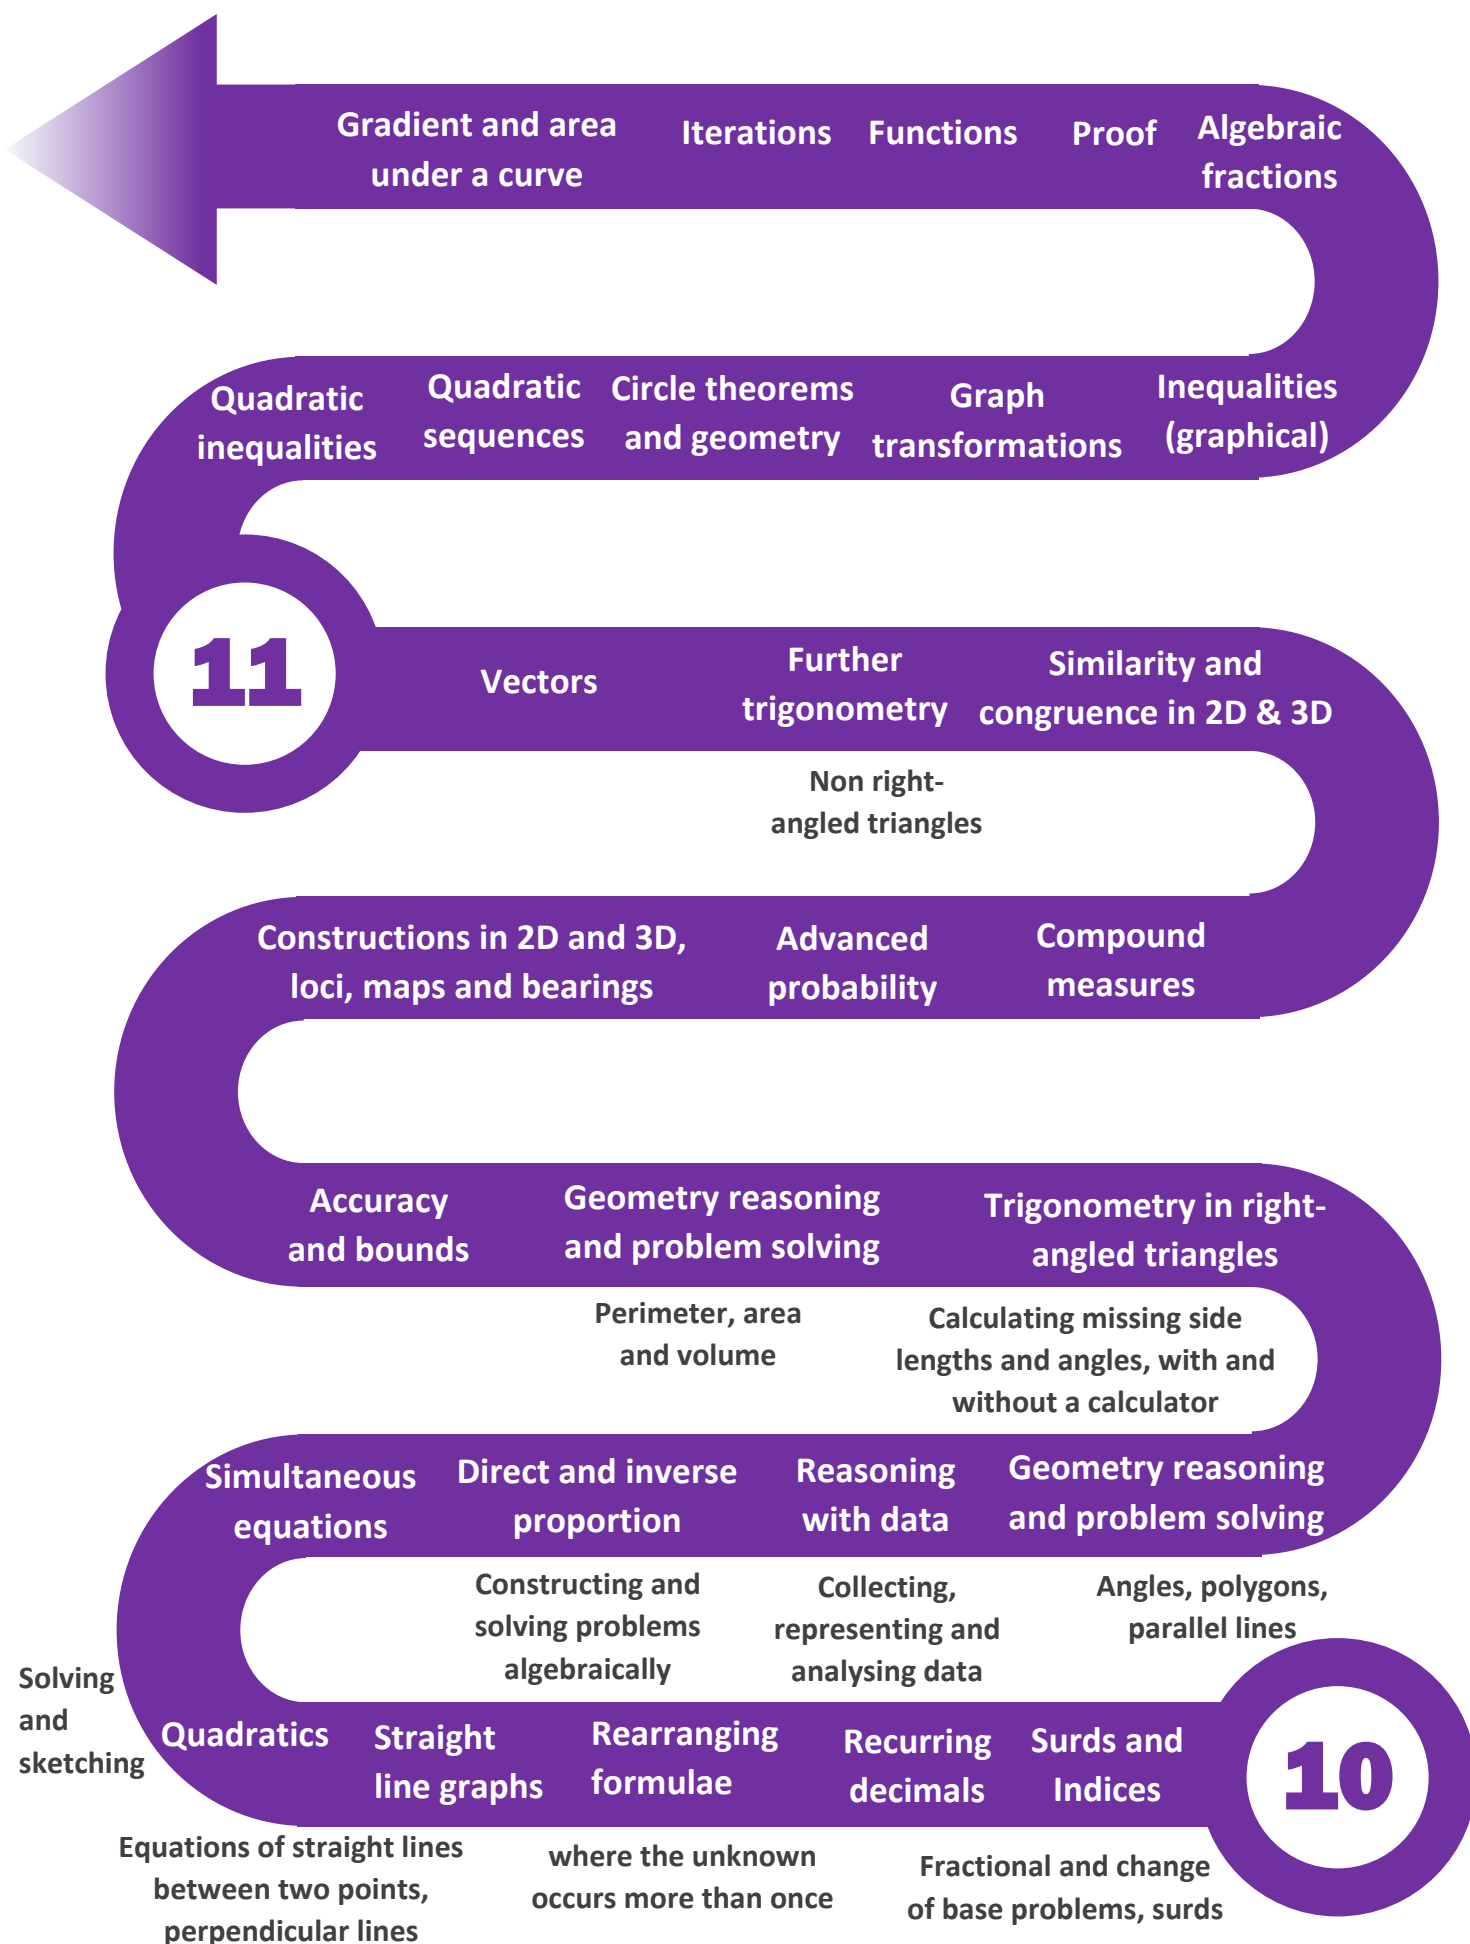 Gradient and area
under a curve
Iterations
Functions
Proof
Algebraic
fractions
Quadratic
inequalities
Quadratic
sequences
Circle theorems
and geometry
Graph
transformations
Inequalities
(graphical)
11
Vectors
Further
trigonometry
Similarity and
congruence in 2D & 3D
Non right-
angled triangles
Constructions in 2D and 3D,
loci, maps and bearings
Advanced
probability
Compound
measures
Accuracy
and bounds
Geometry reasoning
and problem solving
Trigonometry in right-
angled triangles
Perimeter, area
and volume
Calculating missing side
lengths and angles, with and
without a calculator
Simultaneous
equations
Direct and inverse
proportion
Reasoning
with data
Geometry reasoning
and problem solving
Constructing and
solving problems
algebraically
Collecting,
representing and
analysing data
Angles, polygons,
parallel lines
Solving
and
sketching
Quadratics
Straight
line graphs
Rearranging
formulae
Recurring
decimals
Surds and
Indices
10
Equations of straight lines
between two points,
perpendicular lines
where the unknown
occurs more than once
Fractional and change
of base problems, surds